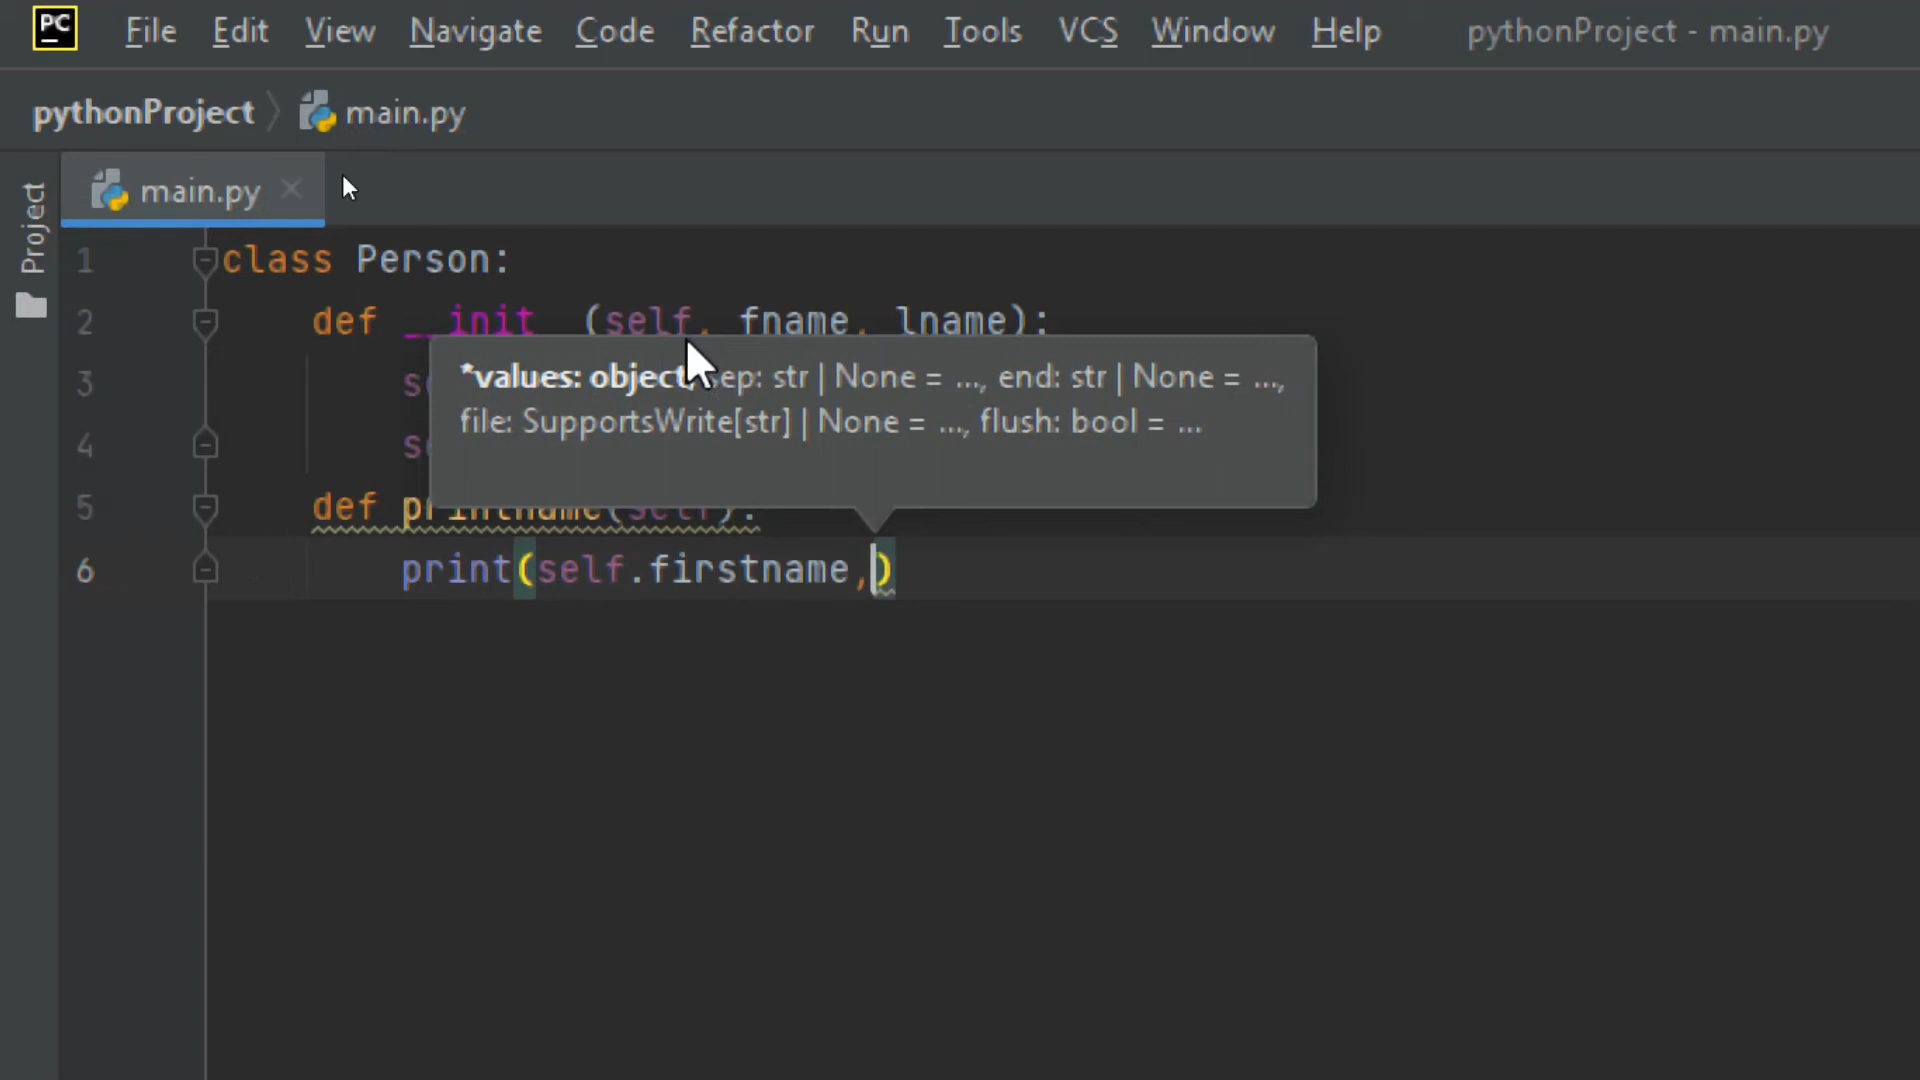 PC File Edit View Navigate Code Refactor Run Tools VCS Window Help pythonProject - main.py
pythonProject main.py
Project
main.py
1 class Person:
2 def __init__(self, fname, lname):
3 s
4 s
*values: object, sep: str | None = ..., end: str | None = ...,
file: SupportsWrite[str] | None = ..., flush: bool = ...
5 def printname(self):
6 print(self.firstname,)